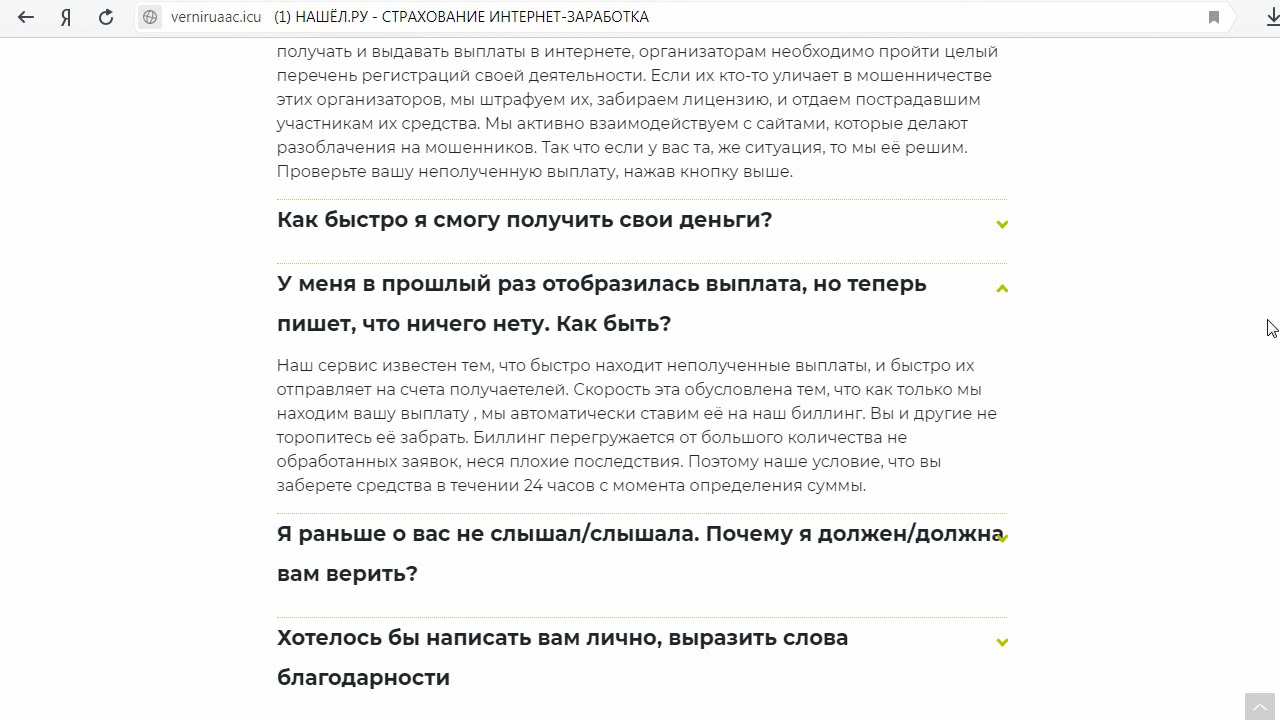 verniruaac.icu (1) НАШЁЛ.РУ - СТРАХОВАНИЕ ИНТЕРНЕТ-ЗАРАБОТКА
получать и выдавать выплаты в интернете, организаторам необходимо пройти целый
перечень регистраций своей деятельности. Если их кто-то уличает в мошенничестве
этих организаторов, мы штрафуем их, забираем лицензию, и отдаем пострадавшим
участникам их средства. Мы активно взаимодействуем с сайтами, которые делают
разоблачения на мошенников. Так что если у вас та, же ситуация, то мы её решим.
Проверьте вашу неполученную выплату, нажав кнопку выше.
Как быстро я смогу получить свои деньги?
У меня в прошлый раз отобразилась выплата, но теперь
пишет, что ничего нету. Как быть?
Наш сервис известен тем, что быстро находит неполученные выплаты, и быстро их
отправляет на счета получаетелей. Скорость эта обусловлена тем, что как только мы
находим вашу выплату , мы автоматически ставим её на наш биллинг. Вы и другие не
торопитесь её забрать. Биллинг перегружается от большого количества не
обработанных заявок, неся плохие последствия. Поэтому наше условие, что вы
заберете средства в течении 24 часов с момента определения суммы.
Я раньше о вас не слышал/слышала. Почему я должен/должна
вам верить?
Хотелось бы написать вам лично, выразить слова
благодарности